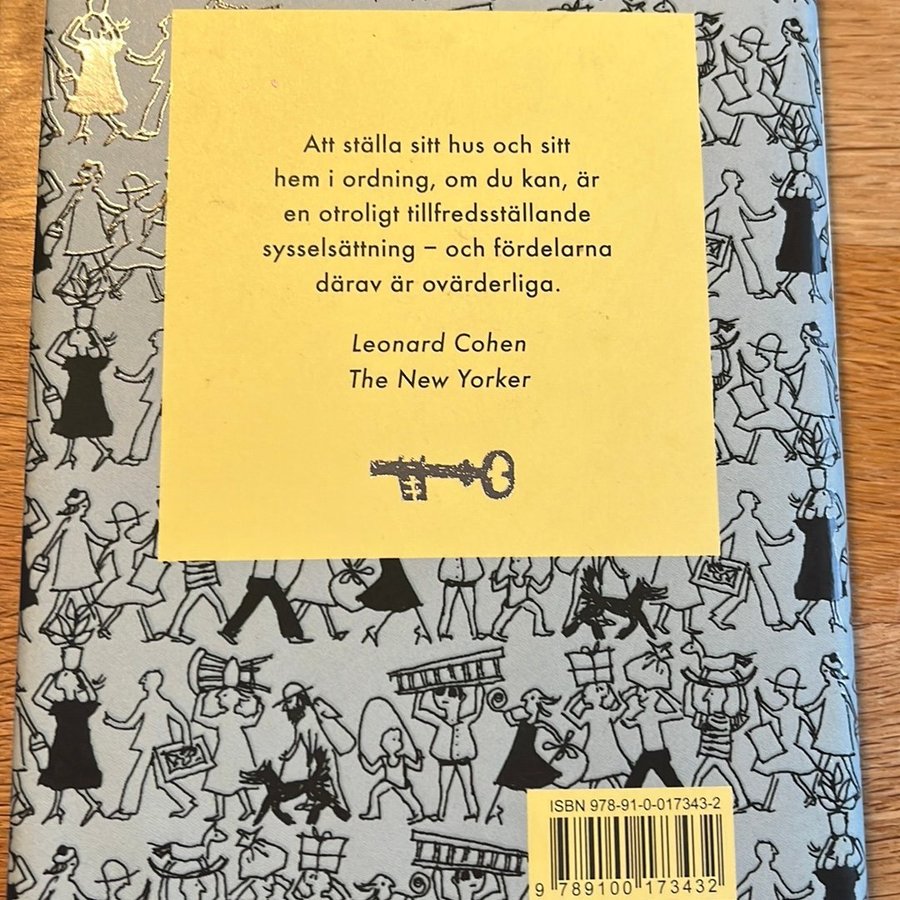 Att ställa sitt hus och sitt
hem i ordning, om du kan, är
en otroligt tillfredsställande
sysselsättning – och fördelarna
därav är ovärderliga.
Leonard Cohen
The New Yorker
ISBN 978-91-0-017343-2
9 789100 173432